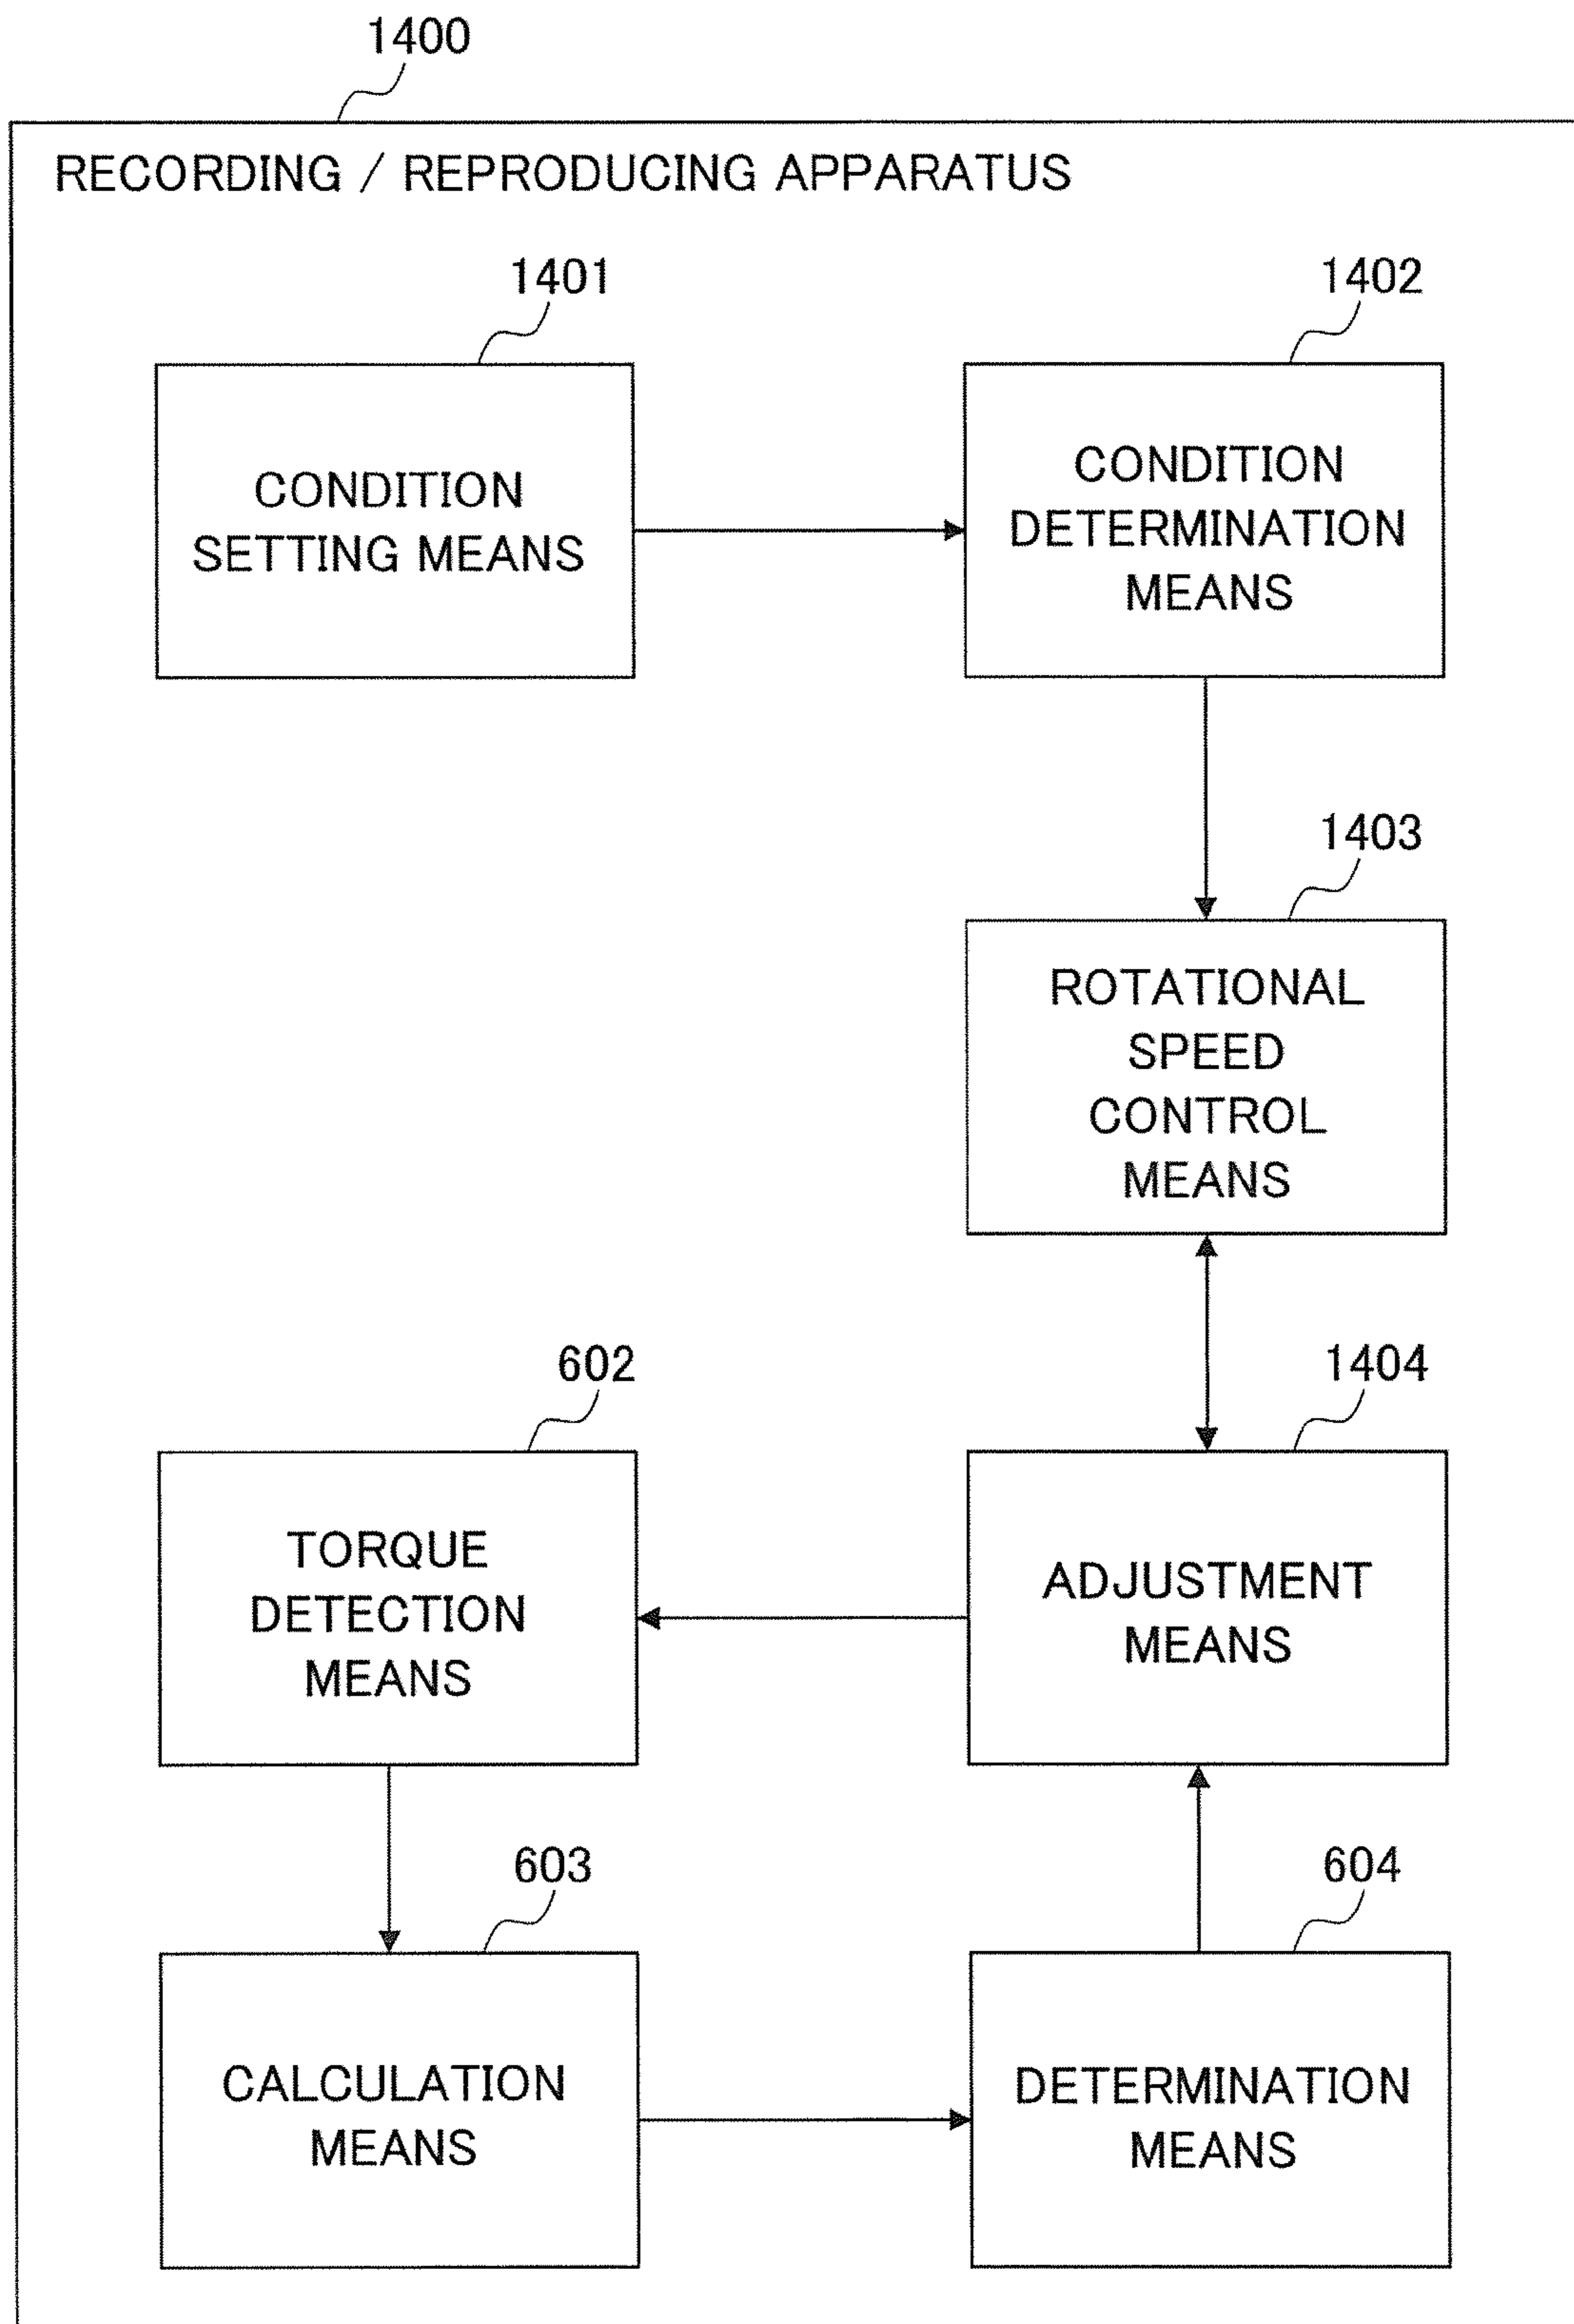 1400
RECORDING / REPRODUCING APPARATUS
1401
CONDITION
SETTING MEANS
1402
CONDITION
DETERMINATION
MEANS
1403
ROTATIONAL
SPEED
CONTROL
MEANS
602
TORQUE
DETECTION
MEANS
1404
ADJUSTMENT
MEANS
603
CALCULATION
MEANS
604
DETERMINATION
MEANS